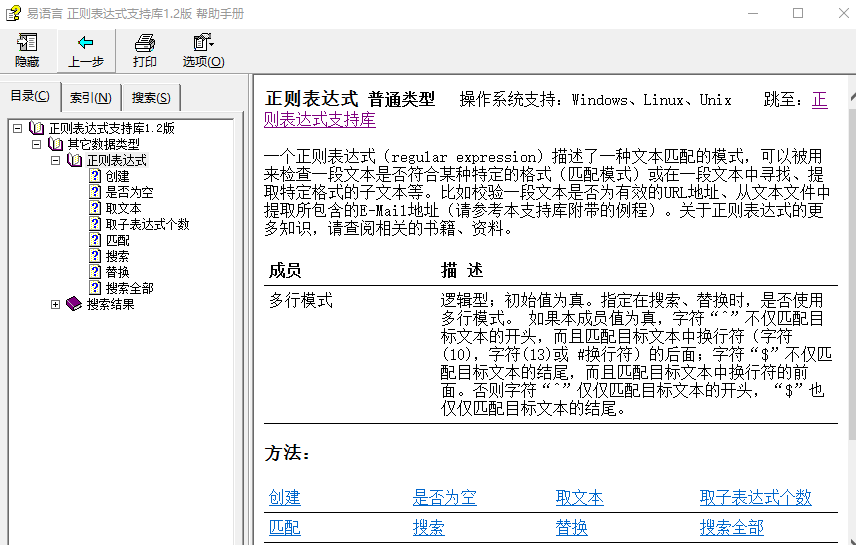 易语言 正则表达式支持库1.2版 帮助手册
隐藏
上一步
打印
选项(O)
目录(C)
索引(N)
搜索(S)
正则表达式支持库1.2版
其它数据类型
正则表达式
创建
是否为空
取文本
取子表达式个数
匹配
搜索
替换
搜索全部
搜索结果
正则表达式 普通类型 操作系统支持：Windows、Linux、Unix 跳至：正
则表达式支持库
一个正则表达式（regular expression）描述了一种文本匹配的模式，可以被用
来检查一段文本是否符合某种特定的格式（匹配模式）或在一段文本中寻找、提
取特定格式的子文本等。比如校验一段文本是否为有效的URL地址、从文本文件中
提取所包含的E-Mail地址（请参考本支持库附带的例程）。关于正则表达式的更
多知识，请查阅相关的书籍、资料。
成员 描 述
多行模式 逻辑型；初始值为真。指定在搜索、替换时，是否使用
多行模式。 如果本成员值为真，字符“^”不仅匹配目
标文本的开头，而且匹配目标文本中换行符（字符
(10)，字符(13)或 #换行符）的后面；字符“$”不仅匹
配目标文本的结尾，而且匹配目标文本中换行符的前
面。否则字符“^”仅仅匹配目标文本的开头，“$”也
仅仅匹配目标文本的结尾。
方法：
创建 是否为空 取文本 取子表达式个数
匹配 搜索 替换 搜索全部